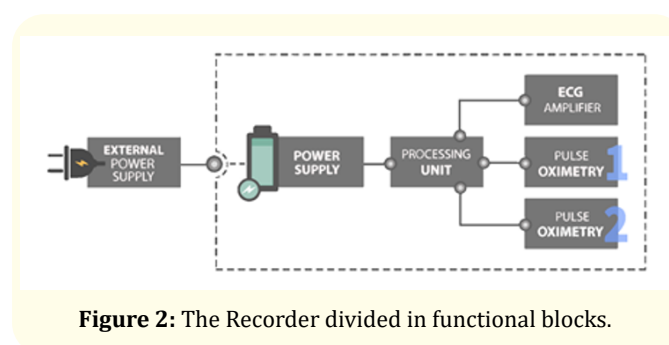 EXTERNAL
POWER
SUPPLY
POWER
SUPPLY
PROCESSING
UNIT
ECG
AMPLIFIER
PULSE
OXIMETRY 1
PULSE
OXIMETRY 2
Figure 2: The Recorder divided in functional blocks.